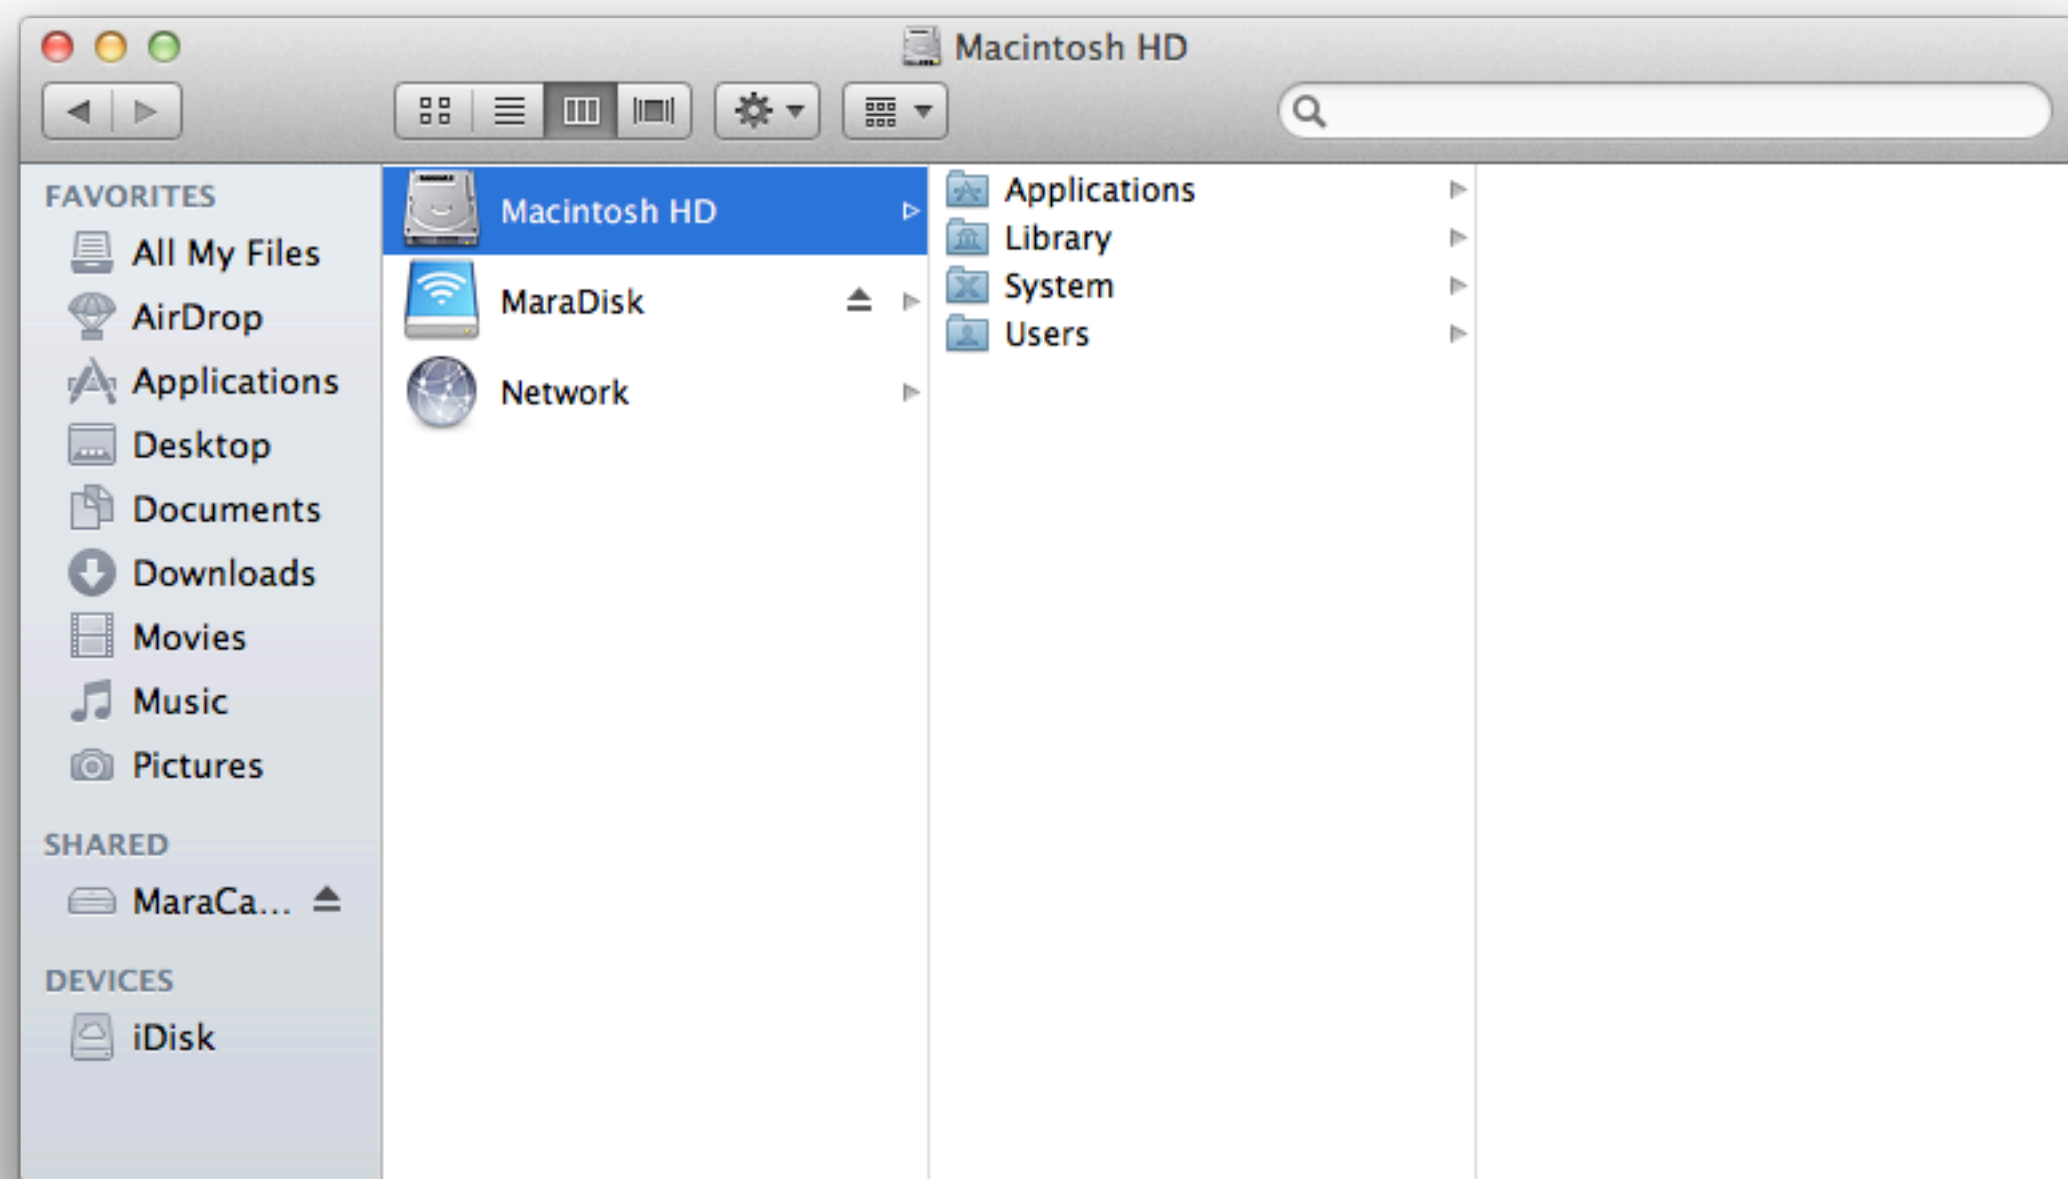 Macintosh HD
FAVORITES
All My Files
AirDrop
Applications
Desktop
Documents
Downloads
Movies
Music
Pictures
SHARED
MaraCa...
DEVICES
iDisk
Macintosh HD
MaraDisk
Network
Applications
Library
System
Users